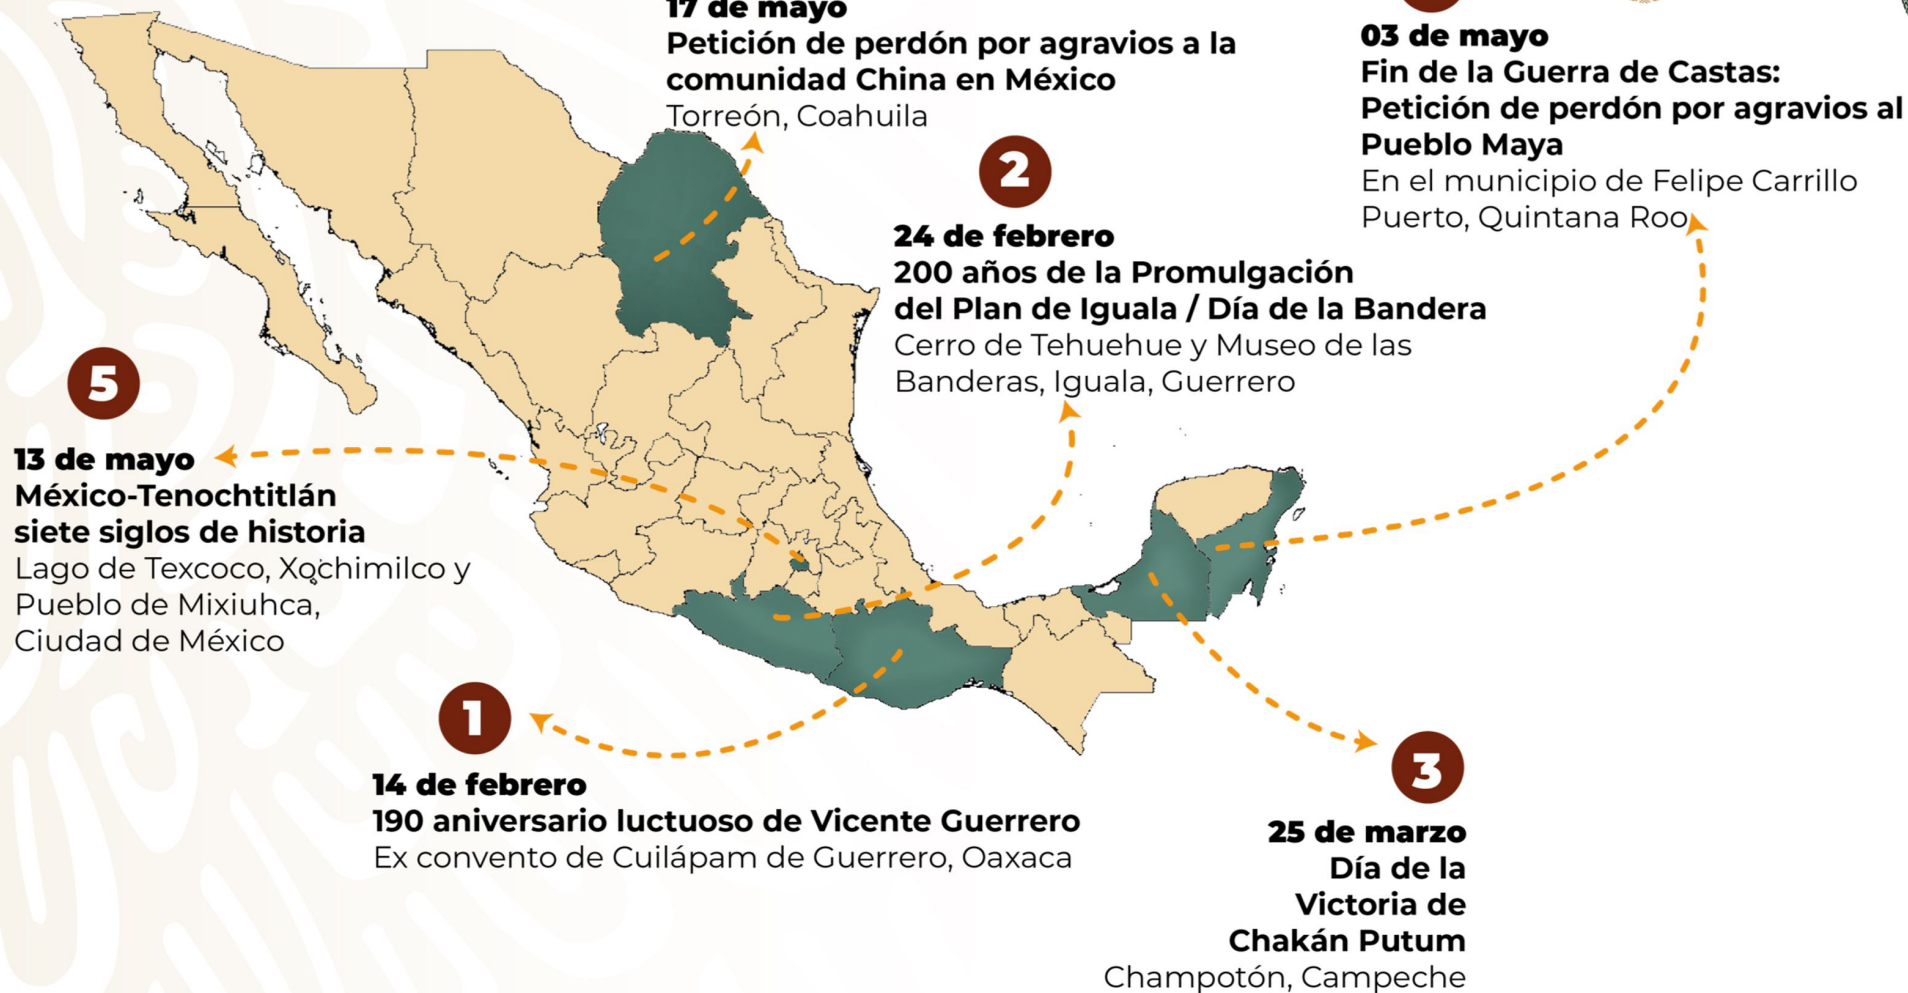 17 de mayo
Petición de perdón por agravios a la
comunidad China en México
Torreón, Coahuila
03 de mayo
Fin de la Guerra de Castas:
Petición de perdón por agravios al
Pueblo Maya
En el municipio de Felipe Carrillo
Puerto, Quintana Roo
2
24 de febrero
200 años de la Promulgación
del Plan de Iguala / Día de la Bandera
Cerro de Tehuehue y Museo de las
Banderas, Iguala, Guerrero
5
13 de mayo
México-Tenochtitlán
siete siglos de historia
Lago de Texcoco, Xochimilco y
Pueblo de Mixiuhca,
Ciudad de México
1
14 de febrero
190 aniversario luctuoso de Vicente Guerrero
Ex convento de Cuilápam de Guerrero, Oaxaca
3
25 de marzo
Día de la
Victoria de
Chakán Putum
Champotón, Campeche